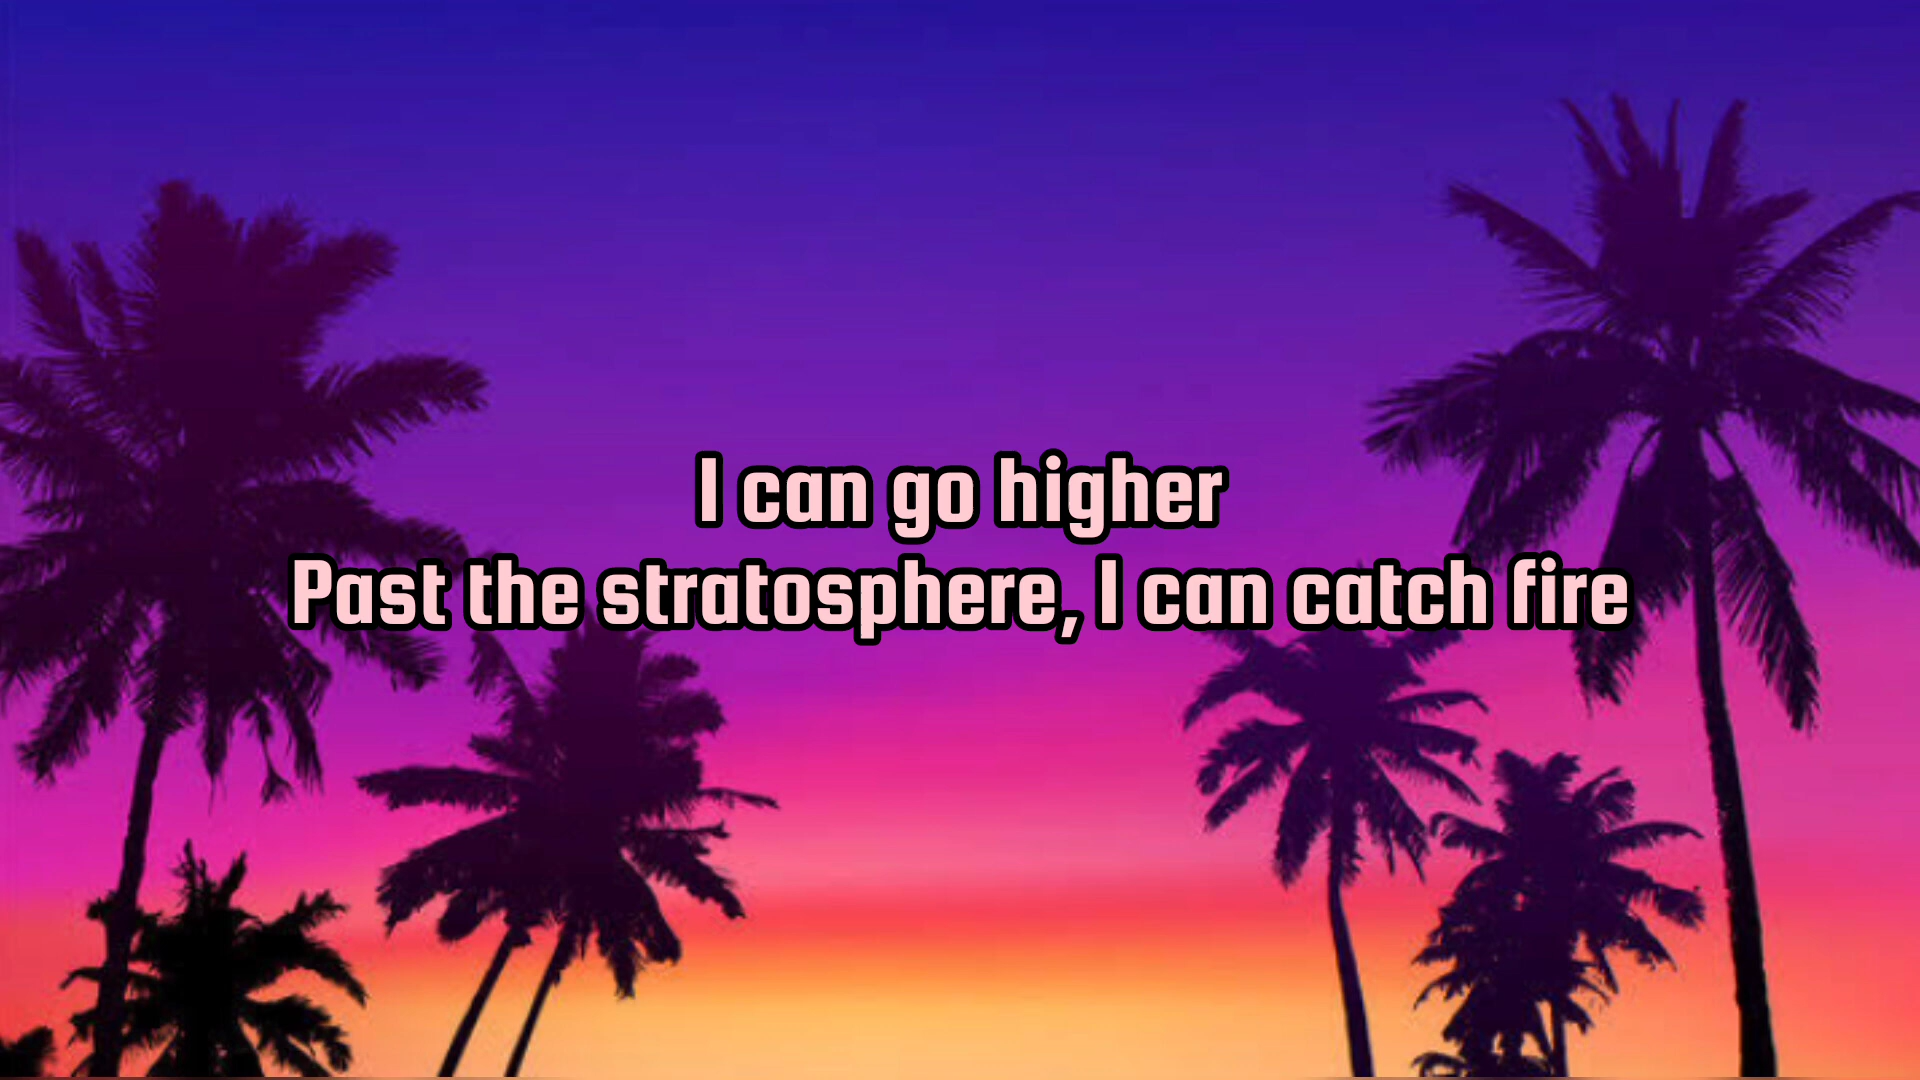 I can go higher
Past the stratosphere, I can catch fire